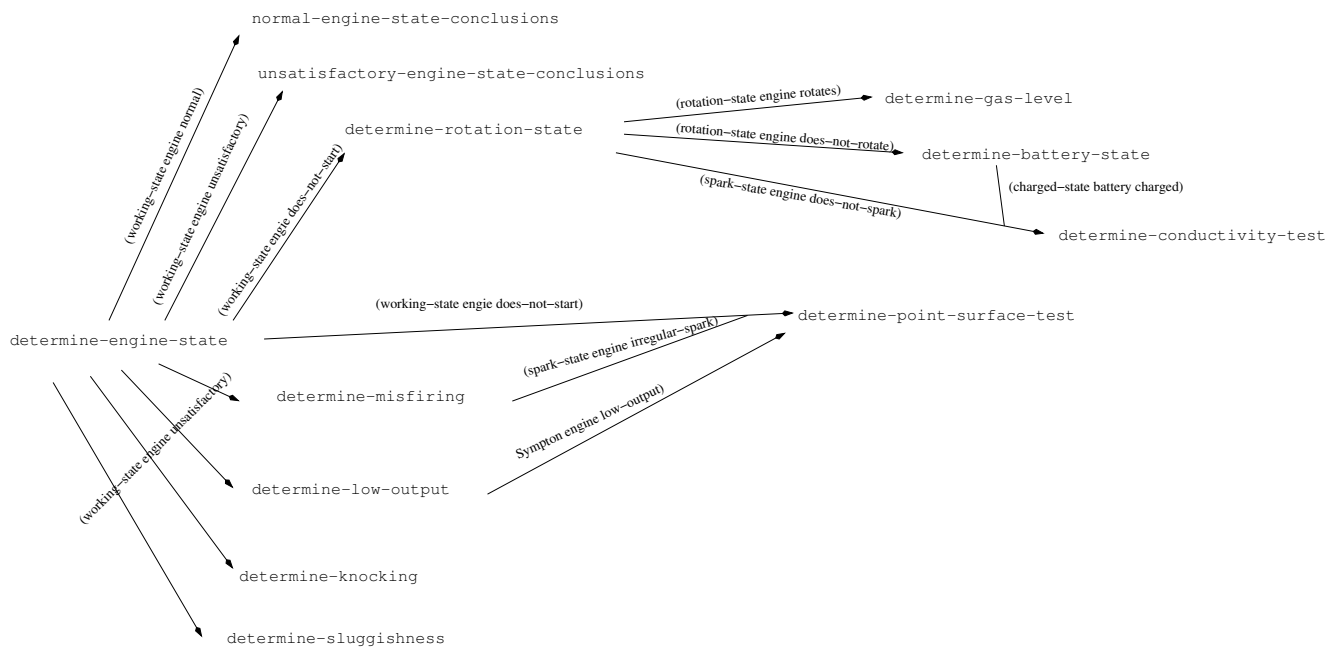 normal-engine-state-conclusions
unsatisfactory-engine-state-conclusions
(working-state engine normal)
(working-state engine unsatisfactory)
(working-state engie does-not-start)
determine-rotation-state
(rotation-state engine rotates)
determine-gas-level
(rotation-state engine does-not-rotate)
determine-battery-state
(spark-state engine does-not-spark)
(charged-state battery charged)
determine-conductivity-test
(working-state engie does-not-start)
determine-point-surface-test
determine-engine-state
(spark-state engine irregular-spark)
determine-misfiring
(working-state engine unsatisfactory)
Sympton engine low-output)
determine-low-output
determine-knocking
determine-sluggishness